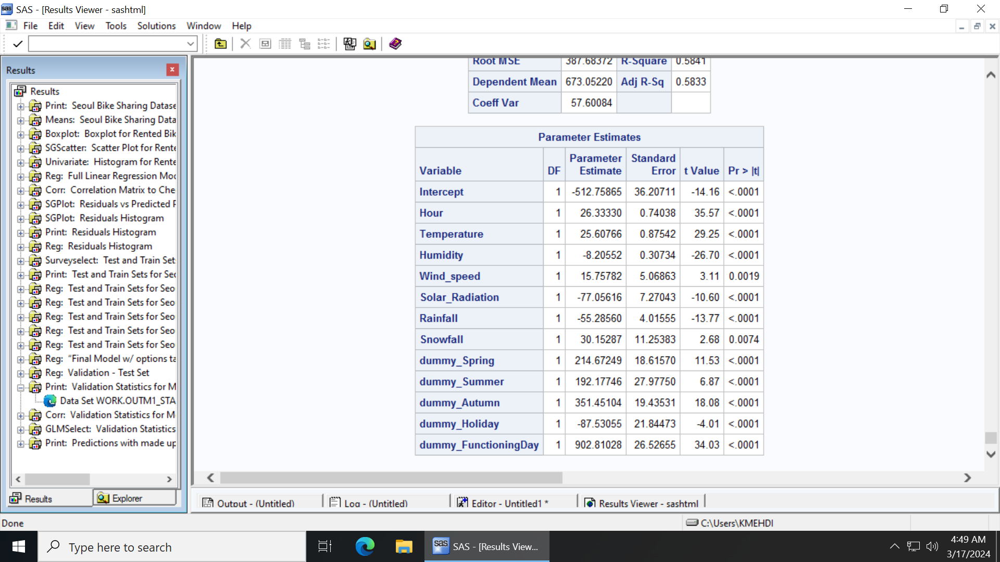 SAS - [Results Viewer - sashtml]
File Edit View Tools Solutions Window Help
Results
Results
Print: Seoul Bike Sharing Datase
Means: Seoul Bike Sharing Data
Boxplot: Boxplot for Rented Bik
SGScatter: Scatter Plot for Rente
Univariate: Histogram for Rente
Reg: Full Linear Regression Mo
Corr: Correlation Matrix to Che
SGPlot: Residuals vs Predicted
SGPlot: Residuals Histogram
Print: Residuals Histogram
Reg: Residuals Histogram
Surveyselect: Test and Train Set
Print: Test and Train Sets for Se
Reg: Test and Train Sets for Seo
Reg: Test and Train Sets for Seo
Reg: Test and Train Sets for Seo
Reg: Test and Train Sets for Seo
Reg: Test and Train Sets for Seo
Reg: "Final Model w/ options ta
Reg: Validation - Test Set
Print: Validation Statistics for M
Data Set WORK.OUTM1_STA
Corr: Validation Statistics for M
GLMSelect: Validation Statistics
Print: Predictions with made up
Results Explorer
Root MSE 387.68372 R-Square 0.5841
Dependent Mean 673.05220 Adj R-Sq 0.5833
Coeff Var 57.60084
Parameter Estimates
Variable DF Parameter Estimate Standard Error t Value Pr > |t|
Intercept 1 -512.75865 36.20711 -14.16 <.0001
Hour 1 26.33330 0.74038 35.57 <.0001
Temperature 1 25.60766 0.87542 29.25 <.0001
Humidity 1 -8.20552 0.30734 -26.70 <.0001
Wind_speed 1 15.75782 5.06863 3.11 0.0019
Solar_Radiation 1 -77.05616 7.27043 -10.60 <.0001
Rainfall 1 -55.28560 4.01555 -13.77 <.0001
Snowfall 1 30.15287 11.25383 2.68 0.0074
dummy_Spring 1 214.67249 18.61570 11.53 <.0001
dummy_Summer 1 192.17746 27.97750 6.87 <.0001
dummy_Autumn 1 351.45104 19.43531 18.08 <.0001
dummy_Holiday 1 -87.53055 21.84473 -4.01 <.0001
dummy_FunctioningDay 1 902.81028 26.52655 34.03 <.0001
Output - (Untitled) Log - (Untitled) Editor - Untitled1 * Results Viewer - sashtml
Done C:\Users\KMEHDI
Type here to search
SAS - [Results View...
4:49 AM
3/17/2024